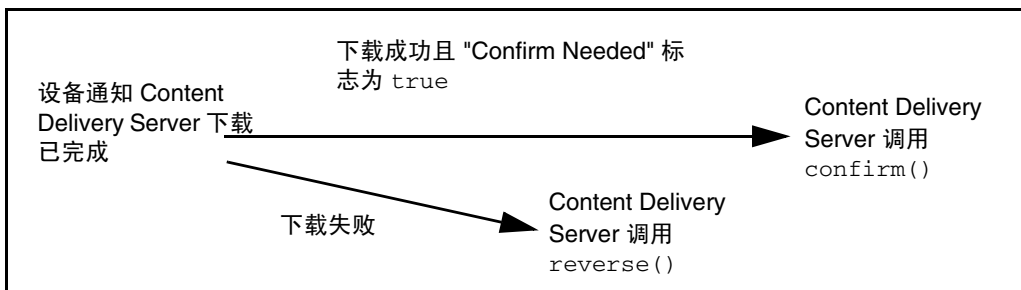 下载成功且 "Confirm Needed" 标
志为 true
设备通知 Content
Delivery Server 下载
已完成
Content Delivery
Server 调用
confirm()
下载失败
Content Delivery
Server 调用
reverse()